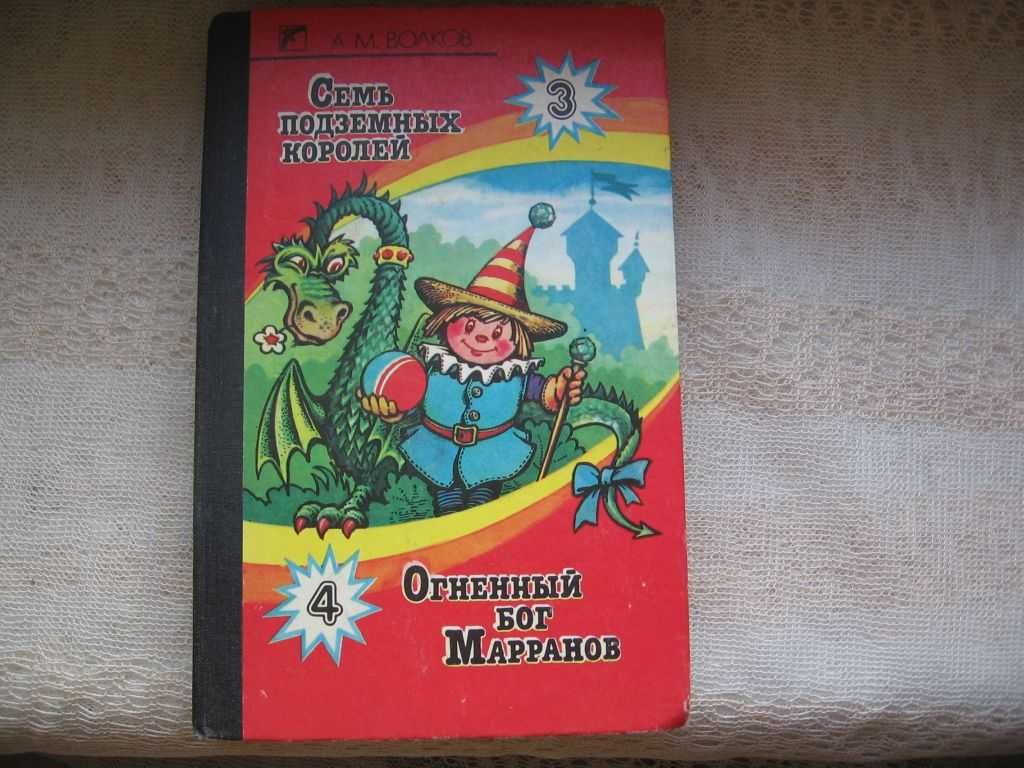 А. М. ВОЛКОВ
СЕМЬ
ПОДЗЕМНЫХ
КОРОЛЕЙ
3
4
ОГНЕННЫЙ
БОГ
МАРРАНОВ